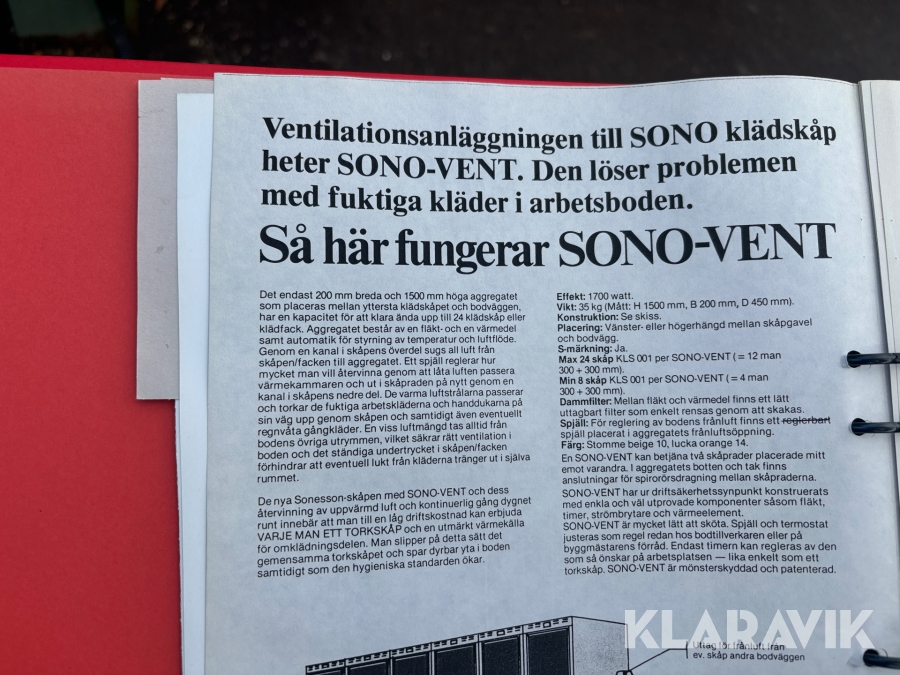 Ventilationsanläggningen till SONO klädskåp
heter SONO-VENT. Den löser problemen
med fuktiga kläder i arbetsboden.
Så här fungerar SONO-VENT
Det endast 200 mm breda och 1500 mm höga aggregatet
som placeras mellan yttersta klädskåpet och bodväggen,
har en kapacitet för att klara ända upp till 24 klädskåp eller
klädfack. Aggregatet består av en fläkt- och en värmedel
samt automatik för styrning av temperatur och luftflöde.
Genom en kanal i skåpens överdel sugs all luft från
skåpen/facken till aggregatet. Ett spjäll reglerar hur
mycket man vill återvinna genom att låta luften passera
värmekammaren och ut i skåpraden på nytt genom en
kanal i skåpens nedre del. De varma luftstrålarna passerar
och torkar de fuktiga arbetskläderna och handdukarna på
sin väg upp genom skåpen och samtidigt även eventuellt
regnvåta gångkläder. En viss luftmängd tas alltid från
bodens övriga utrymmen, vilket säkrar rätt ventilation i
boden och det ständiga undertrycket i skåpen/facken
förhindrar att eventuell lukt från kläderna tränger ut i själva
rummet.
De nya Sonesson-skåpen med SONO-VENT och dess
återvinning av uppvärmd luft och kontinuerlig gång dygnet
runt innebär att man till en låg driftskostnad kan erbjuda
VARJE MAN ETT TORKSKÅP och en utmärkt värmekälla
för omklädningsdelen. Man slipper på detta sätt det
gemensamma torkskåpet och spar dyrbar yta i boden
samtidigt som den hygieniska standarden ökar.
Effekt: 1700 watt.
Vikt: 35 kg (Mått: H 1500 mm, B 200 mm, D 450 mm).
Konstruktion: Se skiss.
Placering: Vänster- eller högerhängd mellan skåpgavel
och bodvägg.
S-märkning: Ja.
Max 24 skåp KLS 001 per SONO-VENT (= 12 man
300 + 300 mm).
Min 8 skåp KLS 001 per SONO-VENT (= 4 man
300 + 300 mm).
Dammfilter: Mellan fläkt och värmedel finns ett lätt
uttagbart filter som enkelt rensas genom att skakas.
Spjäll: För reglering av bodens frånluft finns ett reglerbart
spjäll placerat i aggregatets frånluftsöppning.
Färg: Stomme beige 10, lucka orange 14.
En SONO-VENT kan betjäna två skåprader placerade mitt
emot varandra. I aggregatets botten och tak finns
anslutningar för spirorörsdragning mellan skåpraderna.
SONO-VENT har ur driftsäkerhetssynpunkt konstruerats
med enkla och väl utprovade komponenter såsom fläkt,
timer, strömbrytare och värmeelement.
SONO-VENT är mycket lätt att sköta. Spjäll och termostat
justeras som regel redan hos bodtillverkaren eller på
byggmästarens förråd. Endast timern kan regleras av den
som så önskar på arbetsplatsen — lika enkelt som ett
torkskåp. SONO-VENT är mönsterskyddad och patenterad.
Uttag för frånluft från
ev. skåp andra bodväggen
KLARAVIK